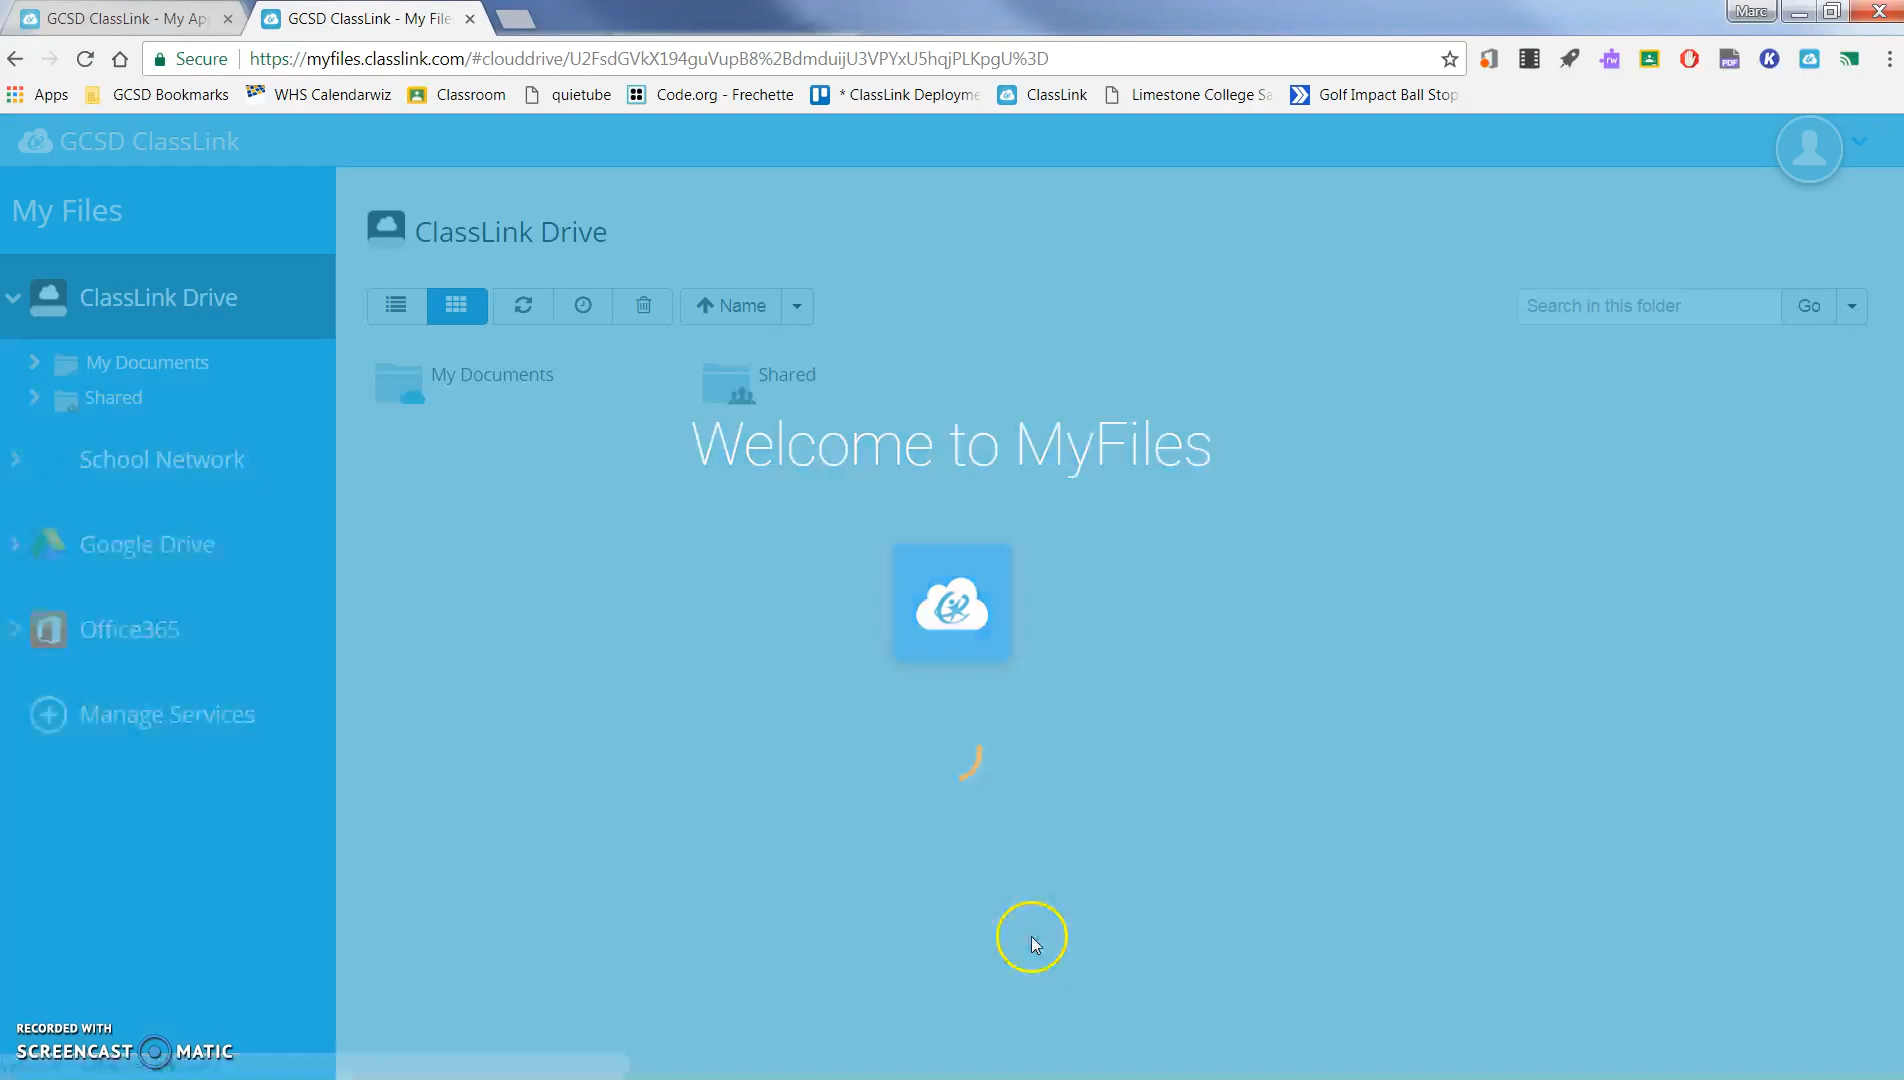 GCSD ClassLink - My Ap
GCSD ClassLink - My File
Marc
Secure
https://myfiles.classlink.com/#clouddrive/U2FsdGVkX194guVupB8%2BdmduijU3VPYxU5hqjPLKpgU%3D
Apps
GCSD Bookmarks
WHS Calendarwiz
Classroom
quietube
Code.org - Frechette
* ClassLink Deployme
ClassLink
Limestone College Sa
Golf Impact Ball Stop
GCSD ClassLink
My Files
ClassLink Drive
ClassLink Drive
Name
Search in this folder
Go
My Documents
Shared
My Documents
Shared
Welcome to MyFiles
School Network
Google Drive
Office365
Manage Services
RECORDED WITH
SCREENCAST MATIC